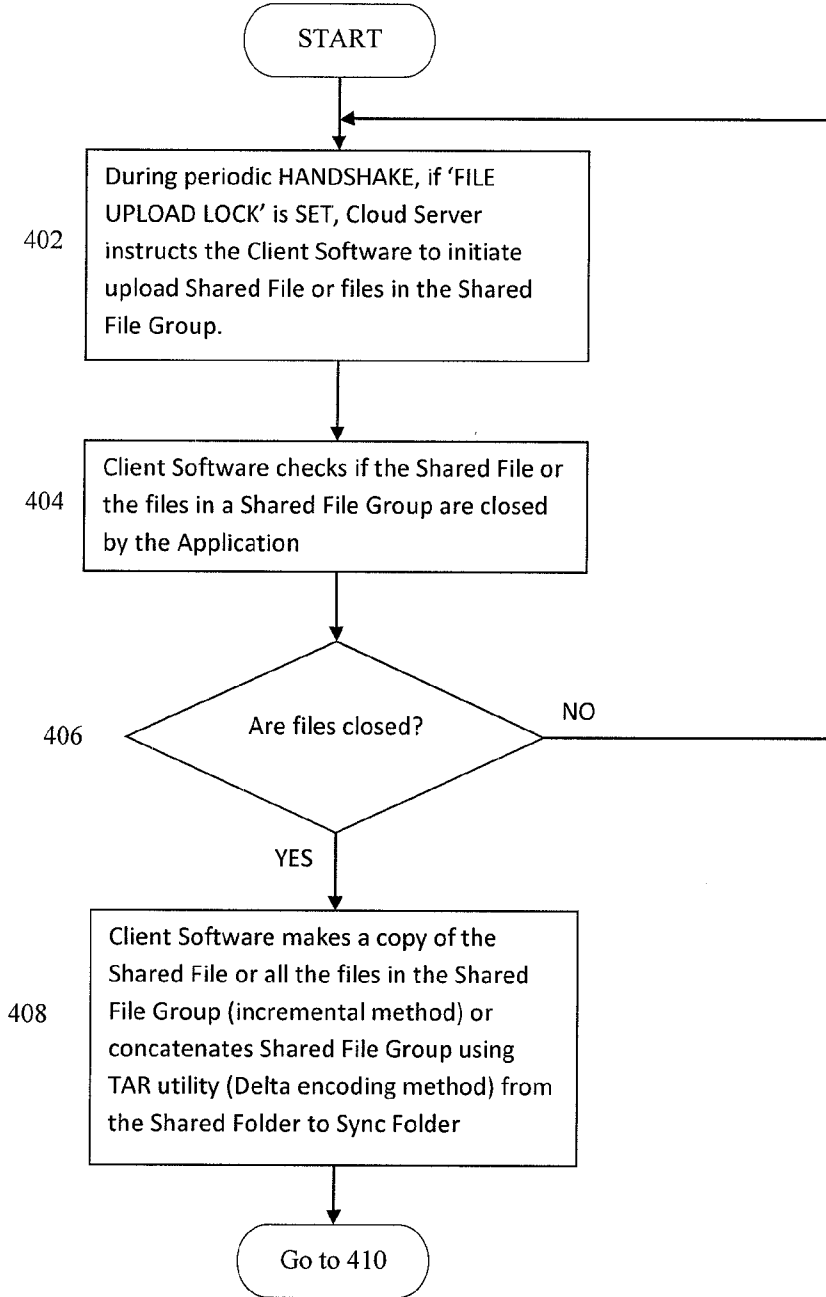 START
During periodic HANDSHAKE, if ‘FILE
UPLOAD LOCK’ is SET, Cloud Server
402
instructs the Client Software to initiate
upload Shared File or files in the Shared
File Group.
Client Software checks if the Shared File or
404
the files in a Shared File Group are closed
by the Application
Are files closed?
NO
406
YES
Client Software makes a copy of the
Shared File or all the files in the Shared
408
File Group (incremental method) or
concatenates Shared File Group using
TAR utility (Delta encoding method) from
the Shared Folder to Sync Folder
Go to 410